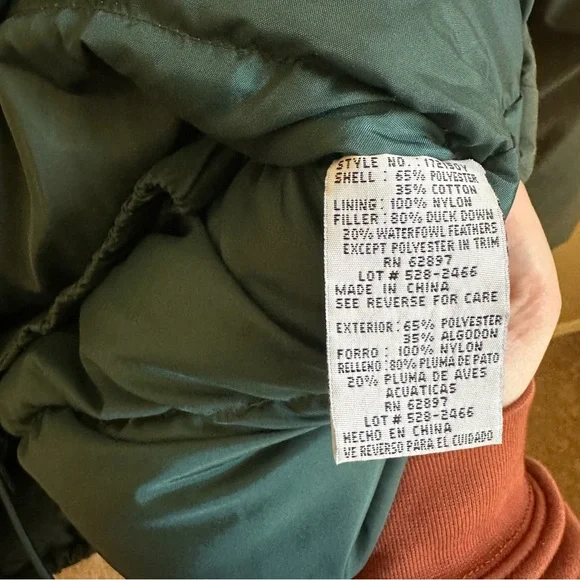 STYLE NO.: 172150Y
SHELL: 65% POLYESTER
35% COTTON
LINING: 100% NYLON
FILLER: 80% DUCK DOWN
20% WATERFOWL FEATHERS
EXCEPT POLYESTER IN TRIM
RN 62897
LOT # 528-2466
MADE IN CHINA
SEE REVERSE FOR CARE
EXTERIOR: 65% POLYESTER
35% ALGODON
FORRO: 100% NYLON
RELLENO: 80% PLUMA DE PATO
20% PLUMA DE AVES
ACUATICAS
RN 62897
LOT # 528-2466
HECHO EN CHINA
VE REVERSO PARA EL CUIDADO